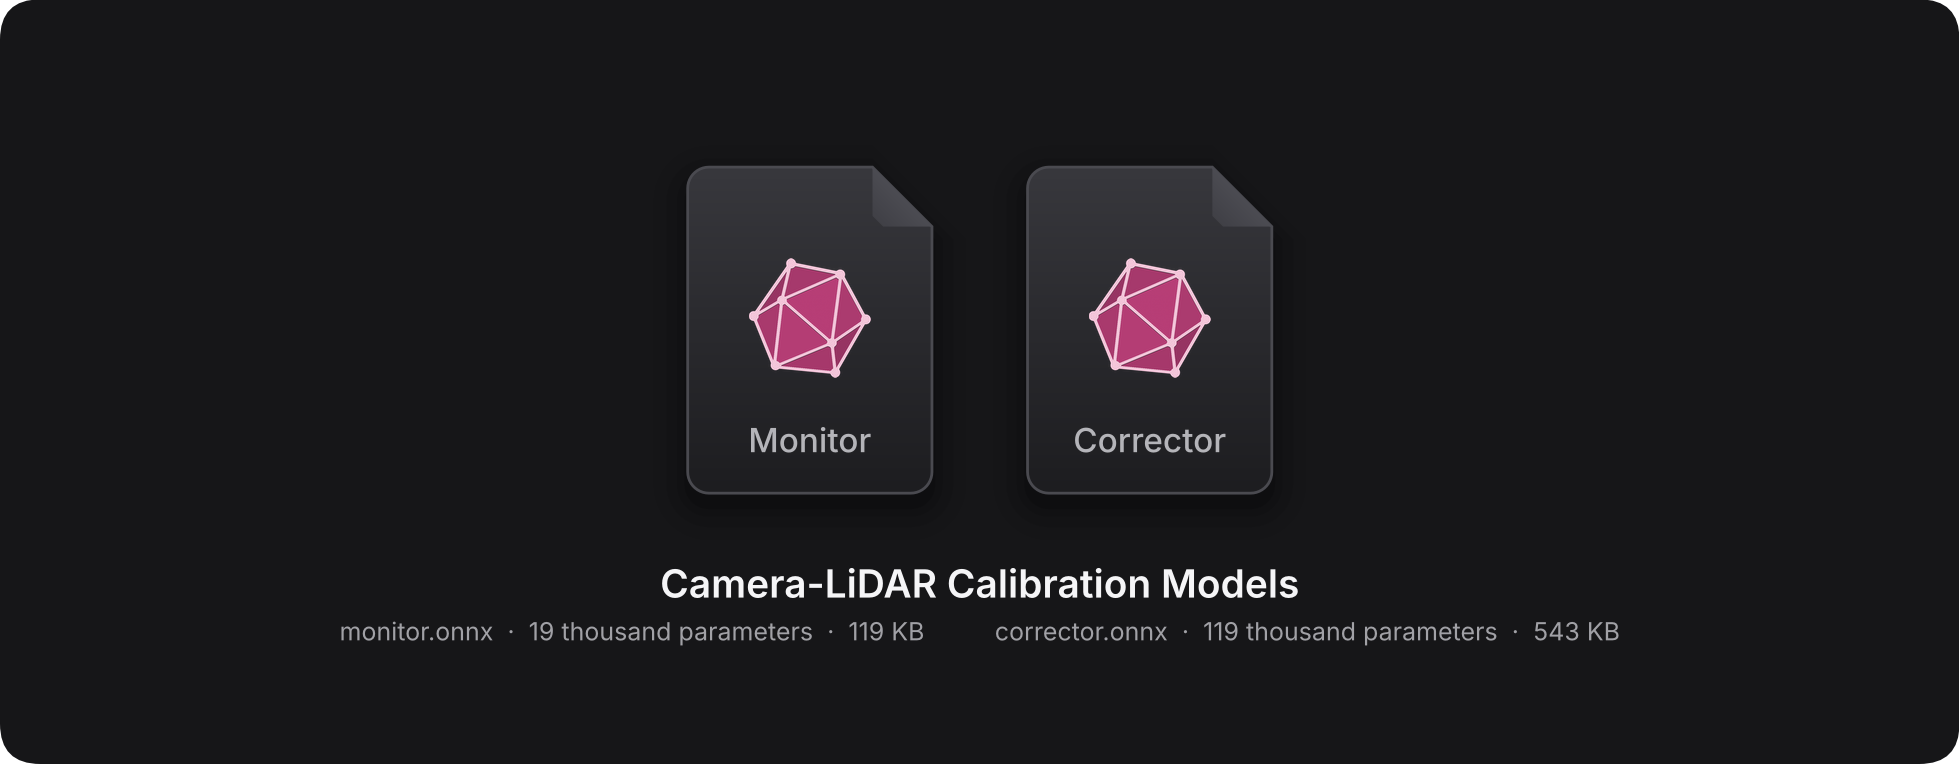 Monitor
Corrector
Camera-LiDAR Calibration Models
monitor.onnx · 19 thousand parameters · 119 KB
corrector.onnx · 119 thousand parameters · 543 KB